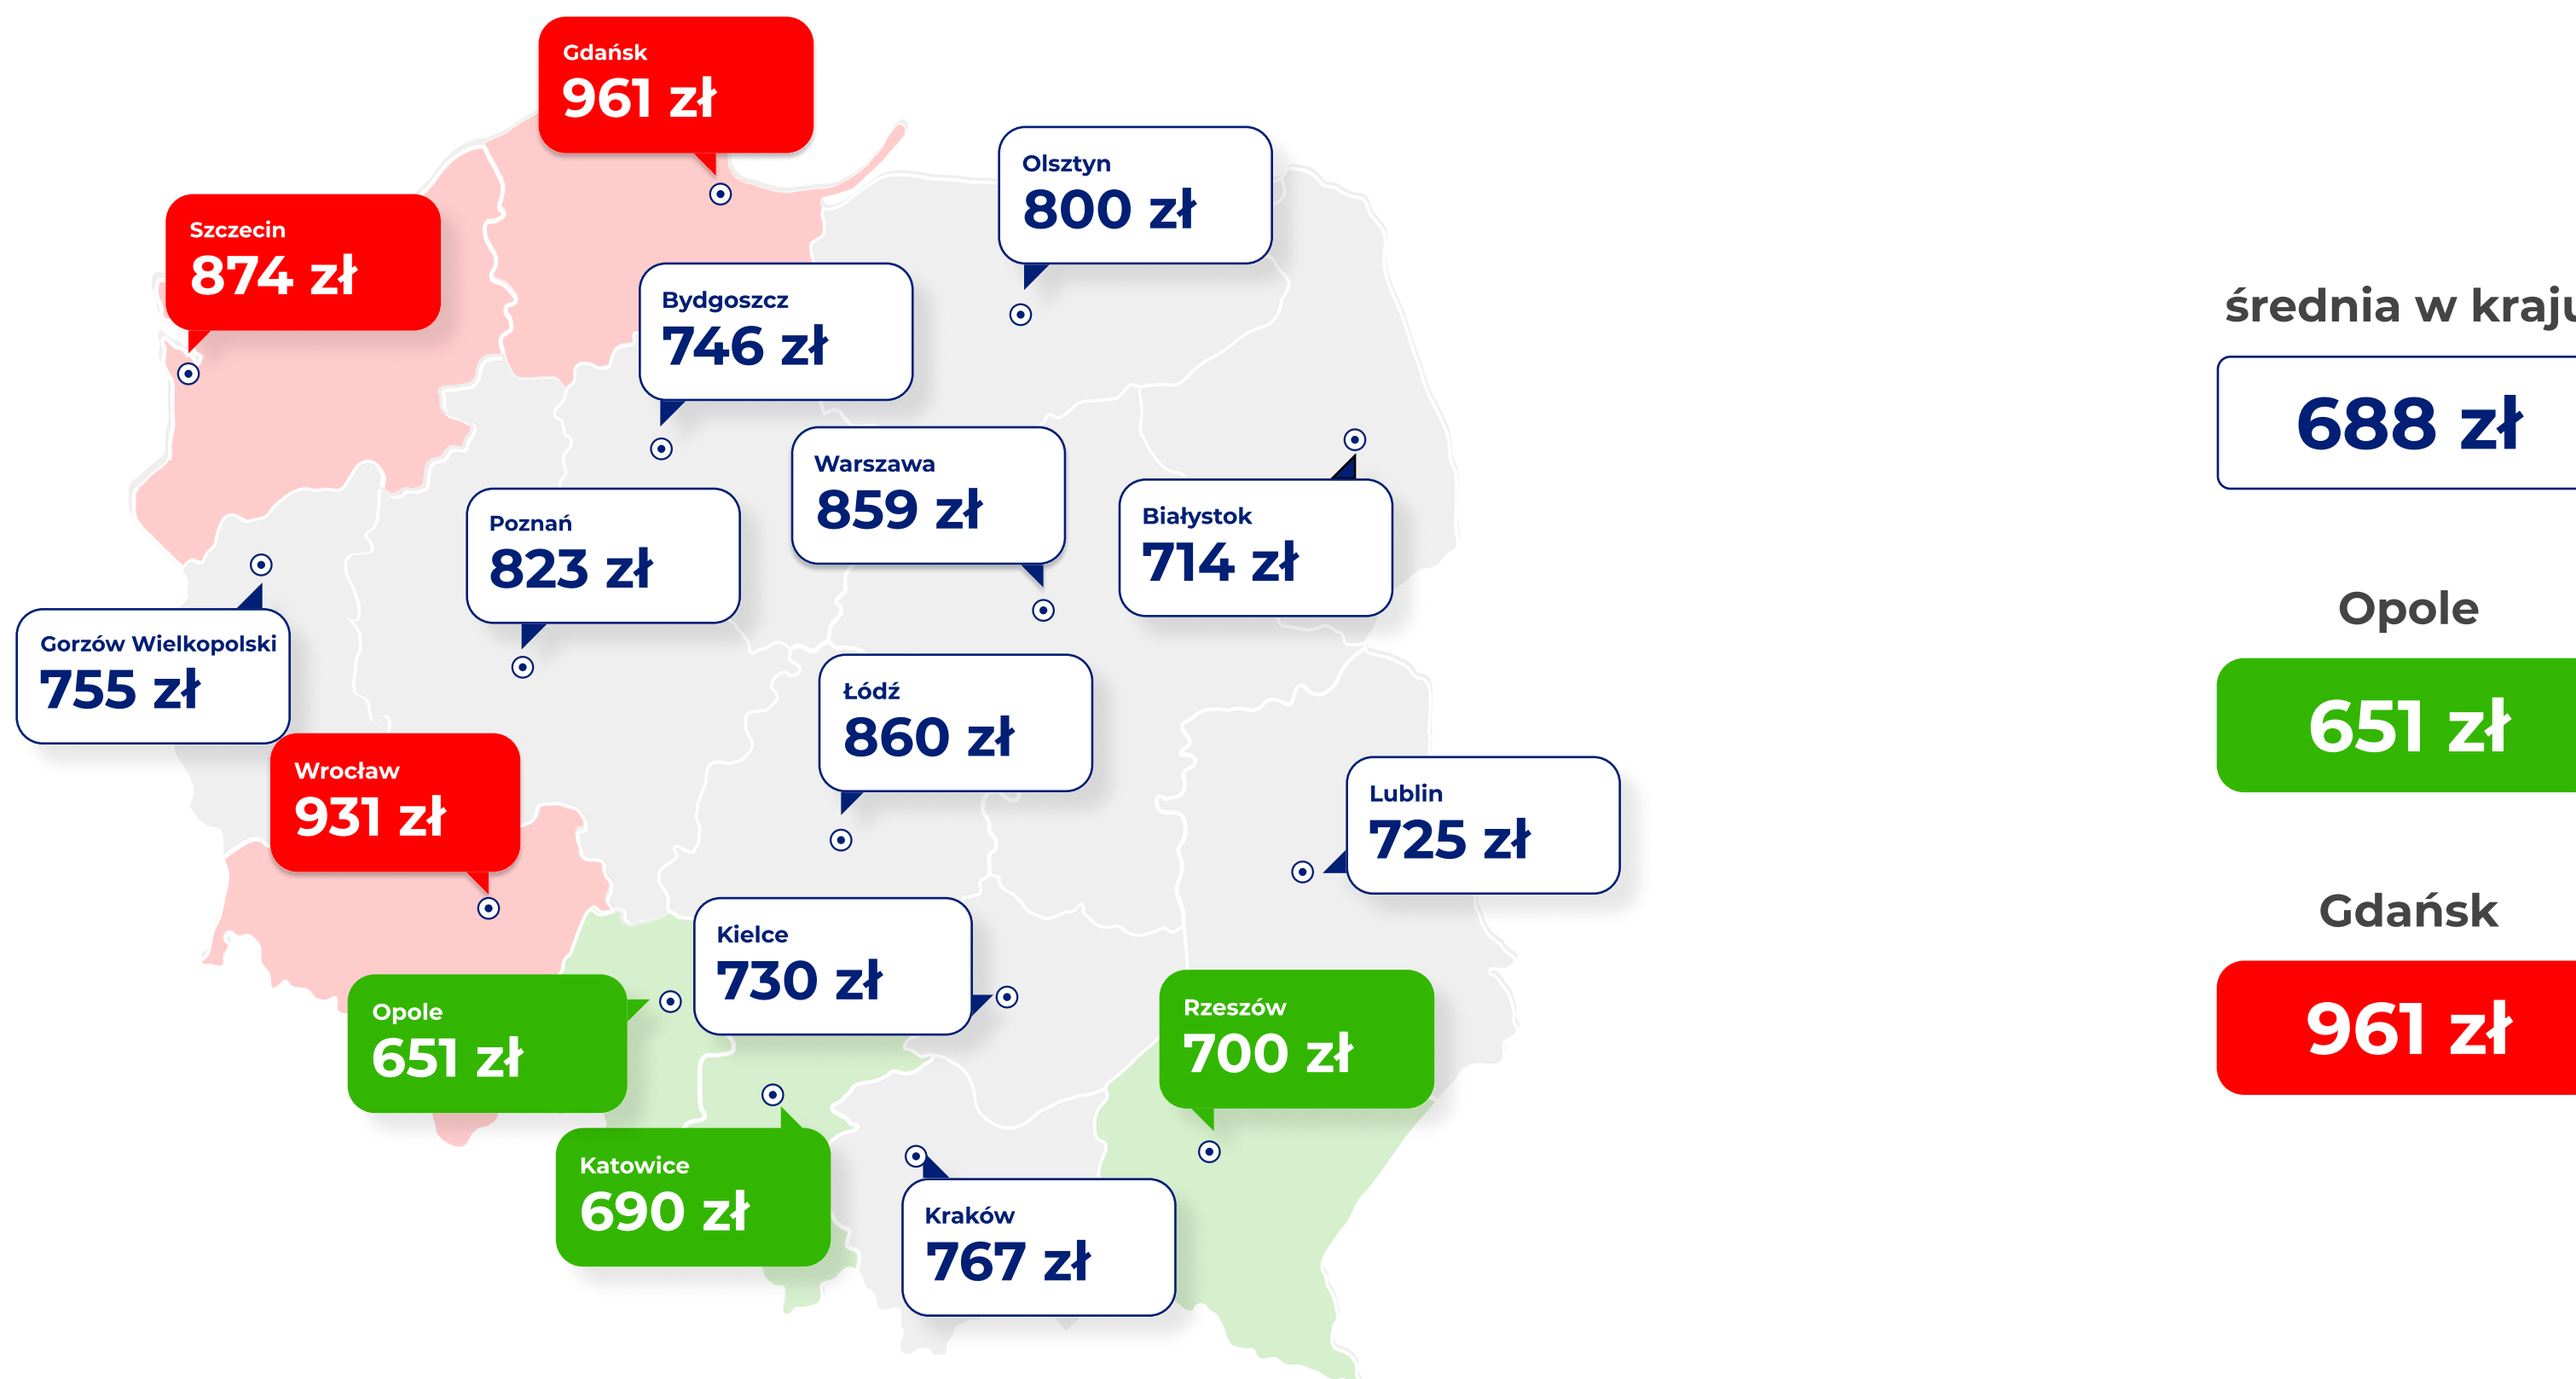 Gdańsk
961 zł
Olsztyn
800 zł
Szczecin
874 zł
Bydgoszcz
746 zł
Warszawa
859 zł
Białystok
714 zł
Poznań
823 zł
Gorzów Wielkopolski
755 zł
Łódź
860 zł
Wrocław
931 zł
Lublin
725 zł
Kielce
730 zł
Opole
651 zł
Rzeszów
700 zł
Katowice
690 zł
Kraków
767 zł
średnia w kraju
688 zł
Opole
651 zł
Gdańsk
961 zł